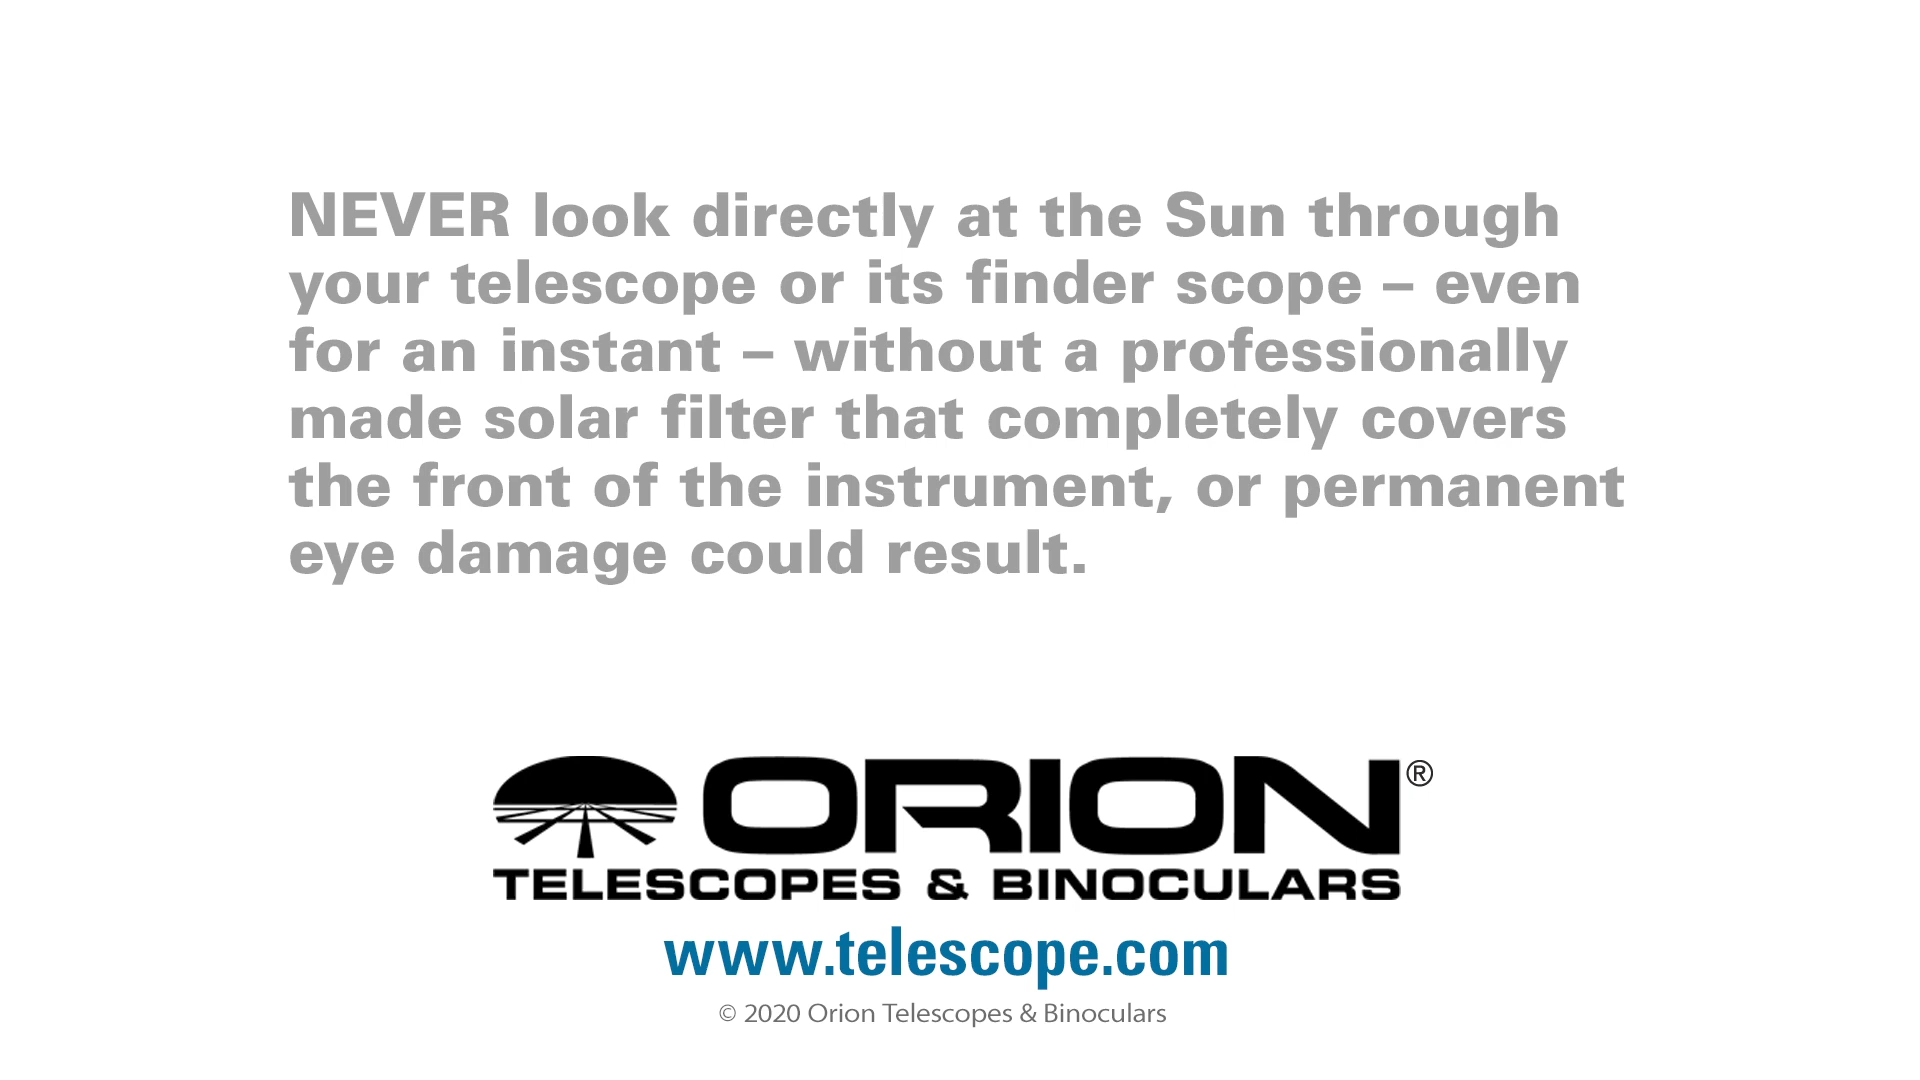 NEVER look directly at the Sun through
your telescope or its finder scope – even
for an instant – without a professionally
made solar filter that completely covers
the front of the instrument, or permanent
eye damage could result.
ORION®
TELESCOPES & BINOCULARS
www.telescope.com
© 2020 Orion Telescopes & Binoculars